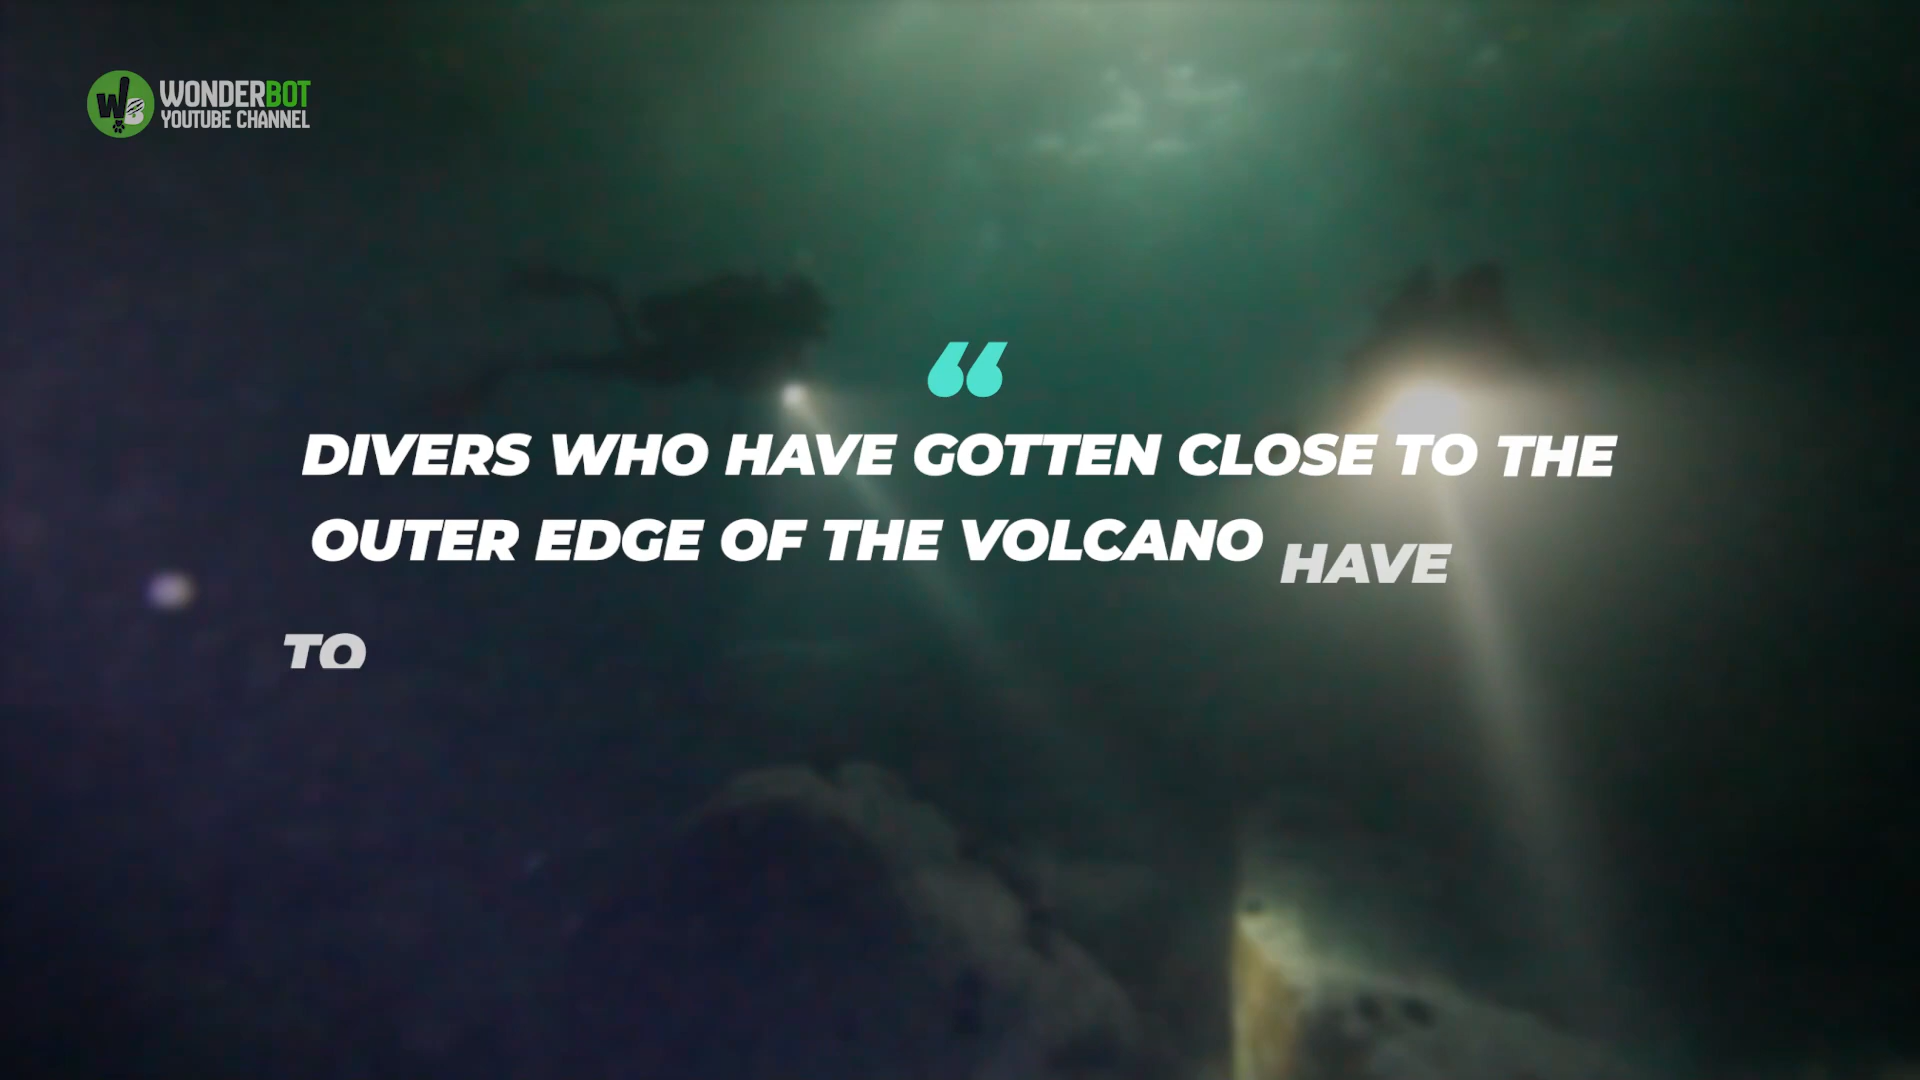 WONDERBOT
YOUTUBE CHANNEL
“
DIVERS WHO HAVE GOTTEN CLOSE TO THE
OUTER EDGE OF THE VOLCANO HAVE
TO